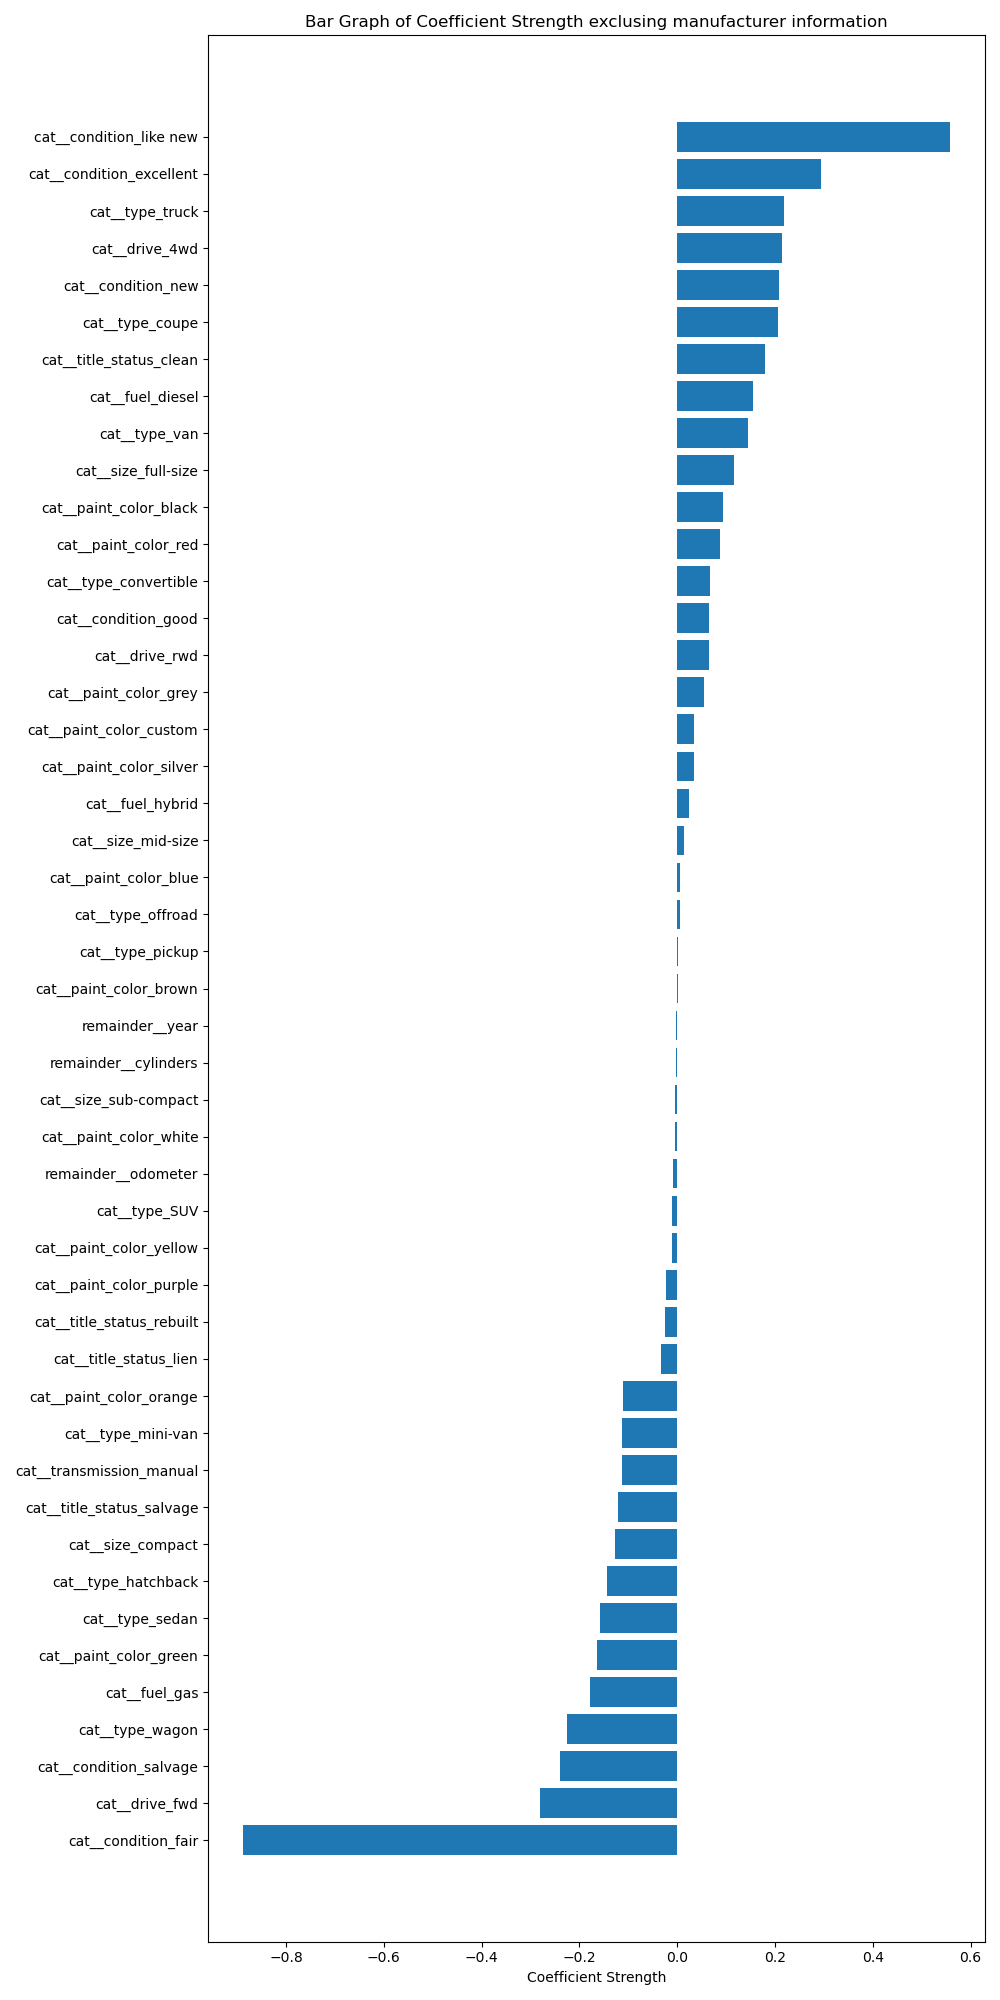 Bar Graph of Coefficient Strength exclusing manufacturer information
cat__condition_like new
cat__condition_excellent
cat__type_truck
cat__drive_4wd
cat__condition_new
cat__type_coupe
cat__title_status_clean
cat__fuel_diesel
cat__type_van
cat__size_full-size
cat__paint_color_black
cat__paint_color_red
cat__type_convertible
cat__condition_good
cat__drive_rwd
cat__paint_color_grey
cat__paint_color_custom
cat__paint_color_silver
cat__fuel_hybrid
cat__size_mid-size
cat__paint_color_blue
cat__type_offroad
cat__type_pickup
cat__paint_color_brown
remainder__year
remainder__cylinders
cat__size_sub-compact
cat__paint_color_white
remainder__odometer
cat__type_SUV
cat__paint_color_yellow
cat__paint_color_purple
cat__title_status_rebuilt
cat__title_status_lien
cat__paint_color_orange
cat__type_mini-van
cat__transmission_manual
cat__title_status_salvage
cat__size_compact
cat__type_hatchback
cat__type_sedan
cat__paint_color_green
cat__fuel_gas
cat__type_wagon
cat__condition_salvage
cat__drive_fwd
cat__condition_fair
−0.8 −0.6 −0.4 −0.2 0.0 0.2 0.4 0.6
Coefficient Strength